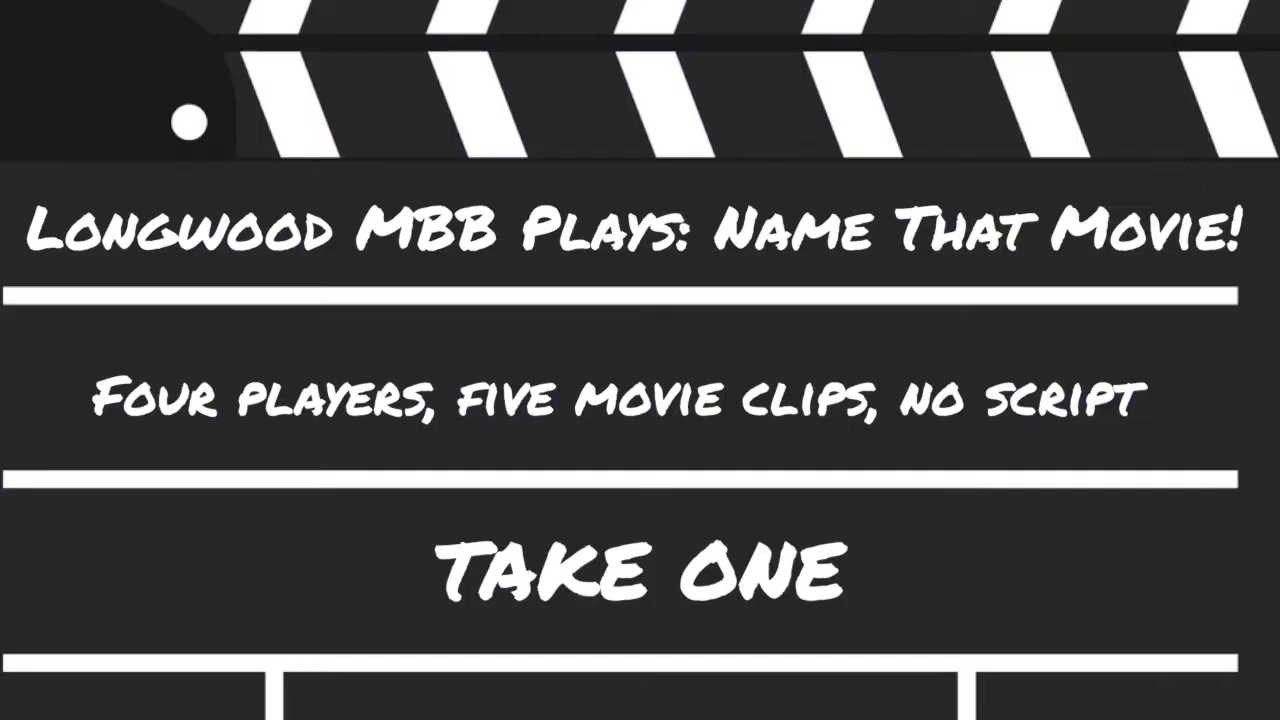 Longwood MBB Plays: Name That Movie!
Four players, five movie clips, no script
TAKE ONE